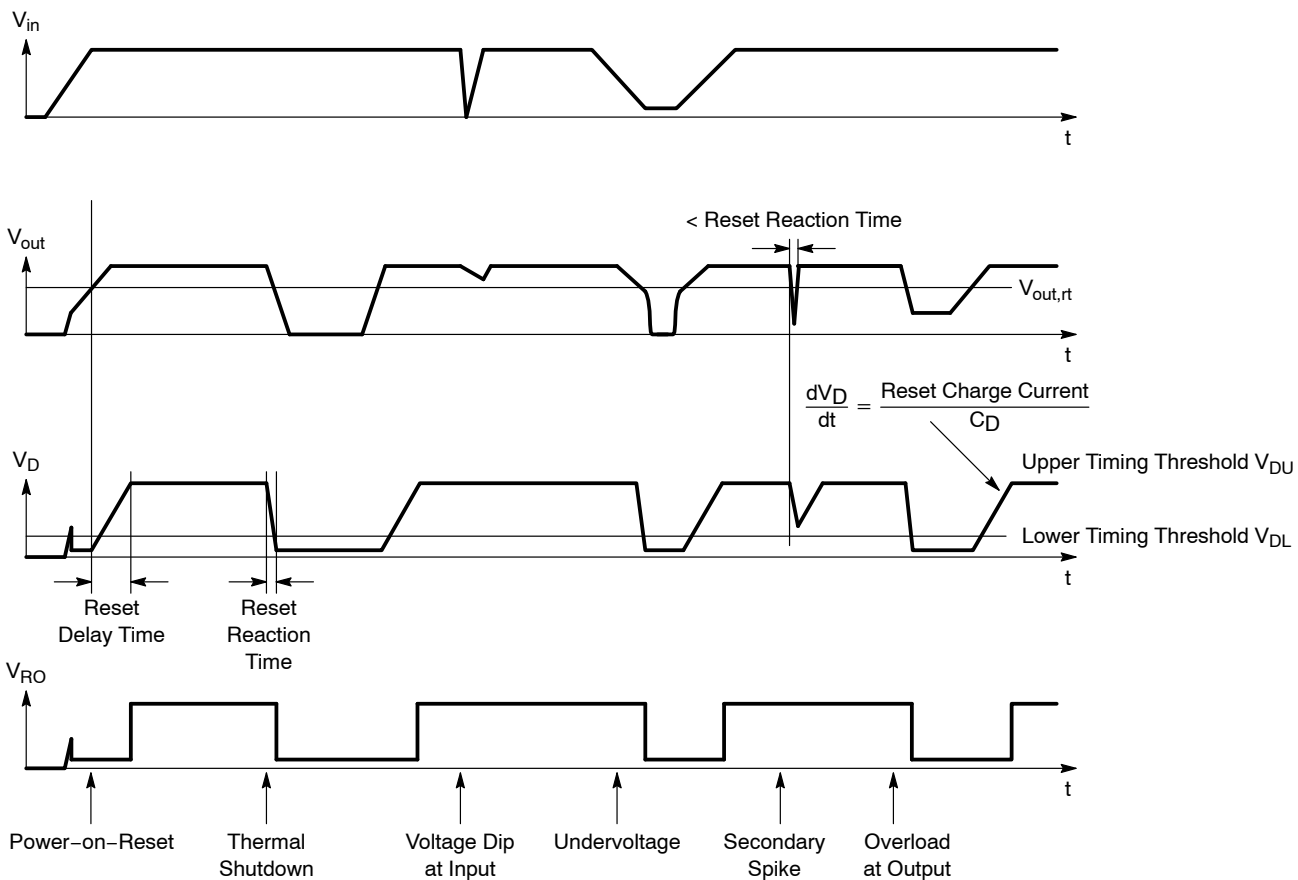 V_in
t
< Reset Reaction Time
V_out
V_out,rt
t
dV_D
dt
=
Reset Charge Current
C_D
V_D
Upper Timing Threshold V_DU
Lower Timing Threshold V_DL
t
Reset
Delay Time
Reset
Reaction
Time
V_RO
t
Power−on−Reset
Thermal
Shutdown
Voltage Dip
at Input
Undervoltage
Secondary
Spike
Overload
at Output